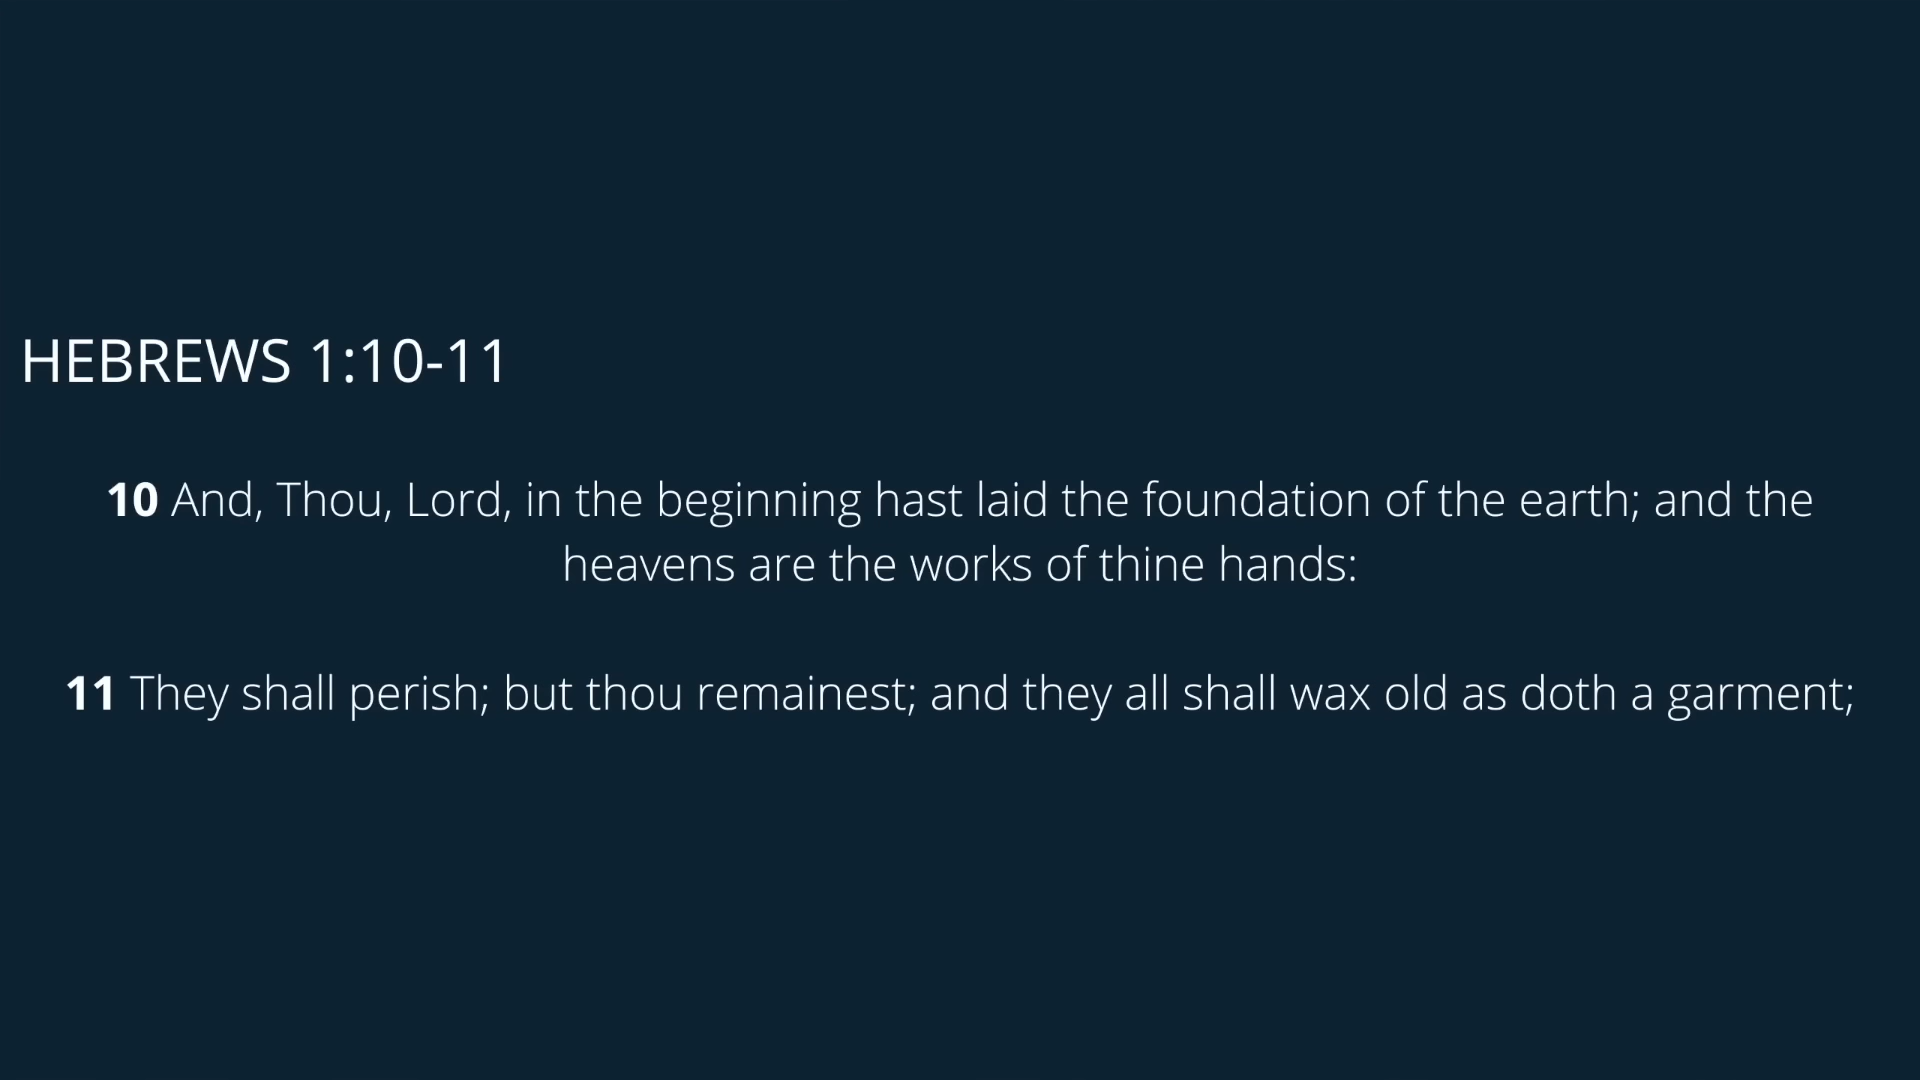 HEBREWS 1:10-11
10 And, Thou, Lord, in the beginning hast laid the foundation of the earth; and the
heavens are the works of thine hands:
11 They shall perish; but thou remainest; and they all shall wax old as doth a garment;